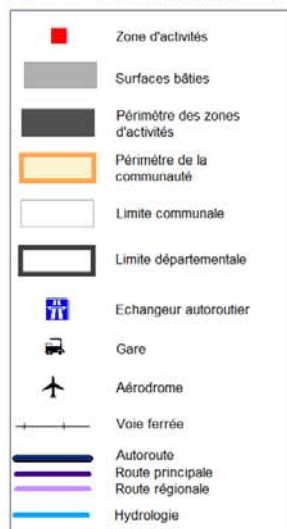 Zone d'activités
Surfaces bâties
Périmètre des zones
d'activités
Périmètre de la
communauté
Limite communale
Limite départementale
Echangeur autoroutier
Gare
Aérodrome
Voie ferrée
Autoroute
Route principale
Route régionale
Hydrologie